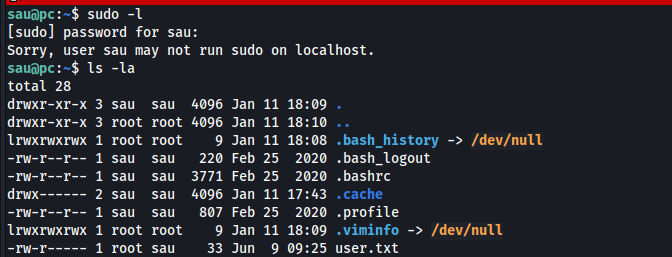 sau@pc:~$ sudo -l
[sudo] password for sau:
Sorry, user sau may not run sudo on localhost.
sau@pc:~$ ls -la
total 28
drwxr-xr-x 3 sau  sau  4096 Jan 11 18:09 .
drwxr-xr-x 3 root root 4096 Jan 11 18:10 ..
lrwxrwxrwx 1 root root    9 Jan 11 18:08 .bash_history -> /dev/null
-rw-r--r-- 1 sau  sau   220 Feb 25  2020 .bash_logout
-rw-r--r-- 1 sau  sau  3771 Feb 25  2020 .bashrc
drwx------ 2 sau  sau  4096 Jan 11 17:43 .cache
-rw-r--r-- 1 sau  sau   807 Feb 25  2020 .profile
lrwxrwxrwx 1 root root    9 Jan 11 18:09 .viminfo -> /dev/null
-rw-r----- 1 root sau    33 Jun  9 09:25 user.txt